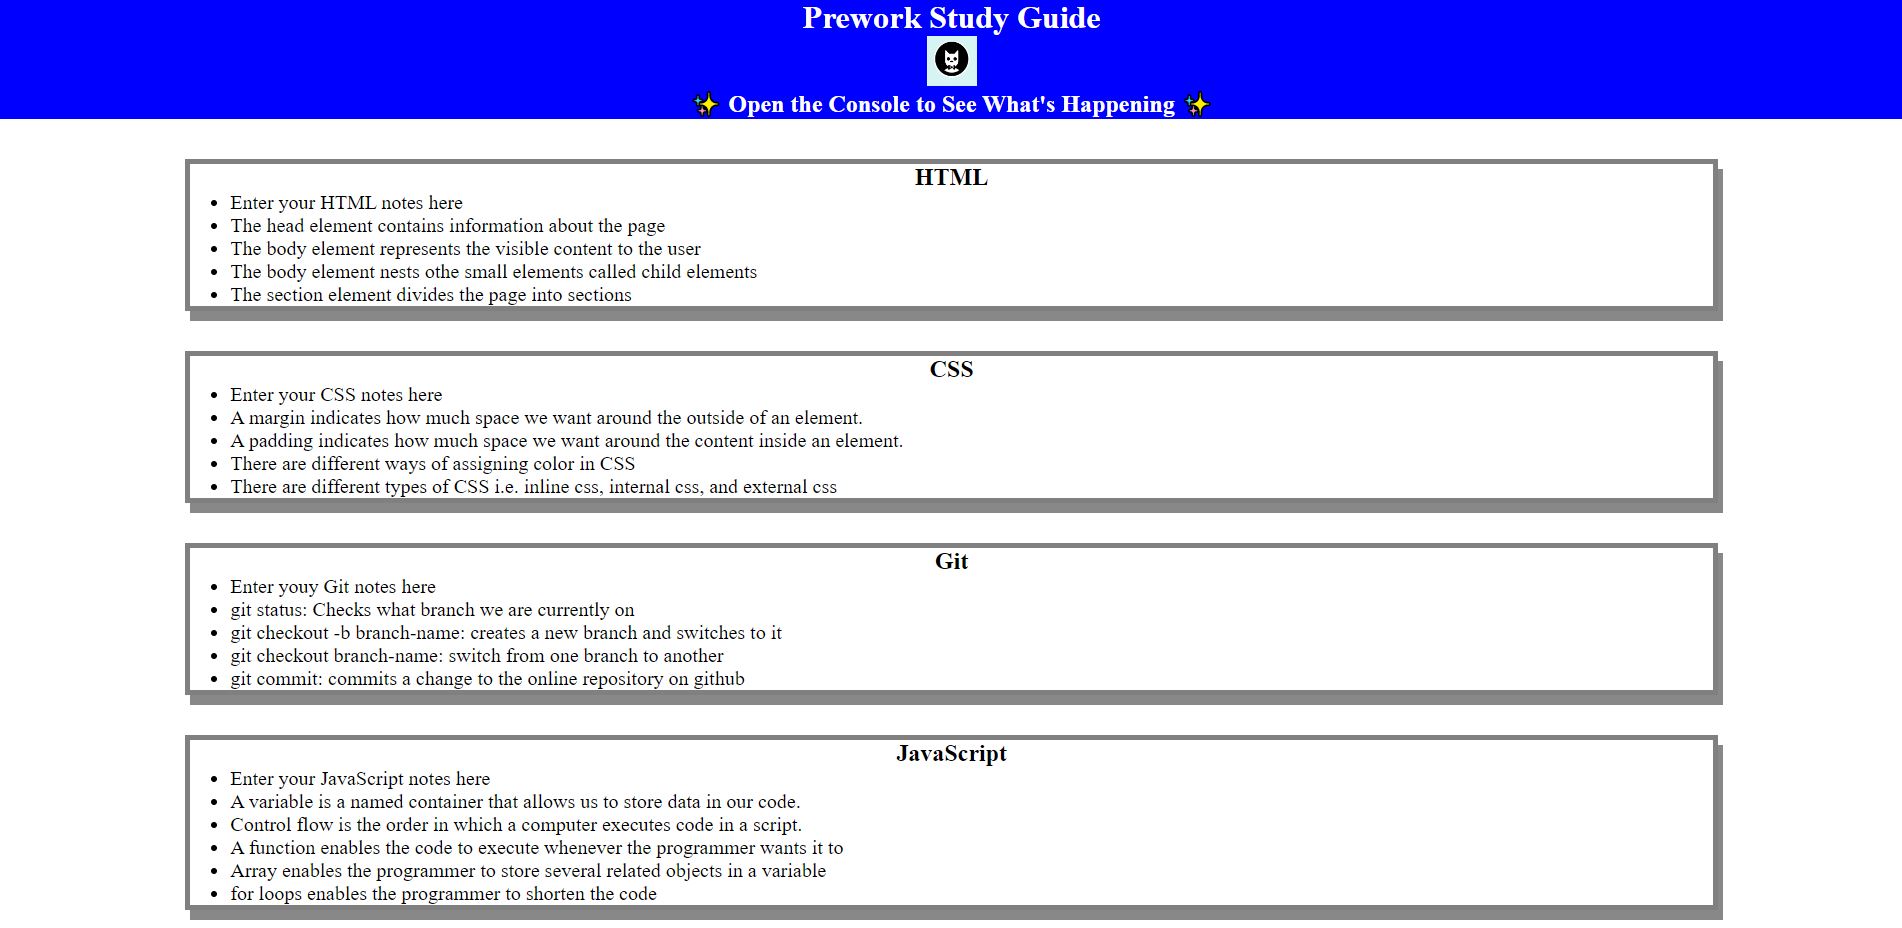 Prework Study Guide
✨ Open the Console to See What's Happening ✨
HTML
Enter your HTML notes here
The head element contains information about the page
The body element represents the visible content to the user
The body element nests othe small elements called child elements
The section element divides the page into sections
CSS
Enter your CSS notes here
A margin indicates how much space we want around the outside of an element.
A padding indicates how much space we want around the content inside an element.
There are different ways of assigning color in CSS
There are different types of CSS i.e. inline css, internal css, and external css
Git
Enter youy Git notes here
git status: Checks what branch we are currently on
git checkout -b branch-name: creates a new branch and switches to it
git checkout branch-name: switch from one branch to another
git commit: commits a change to the online repository on github
JavaScript
Enter your JavaScript notes here
A variable is a named container that allows us to store data in our code.
Control flow is the order in which a computer executes code in a script.
A function enables the code to execute whenever the programmer wants it to
Array enables the programmer to store several related objects in a variable
for loops enables the programmer to shorten the code